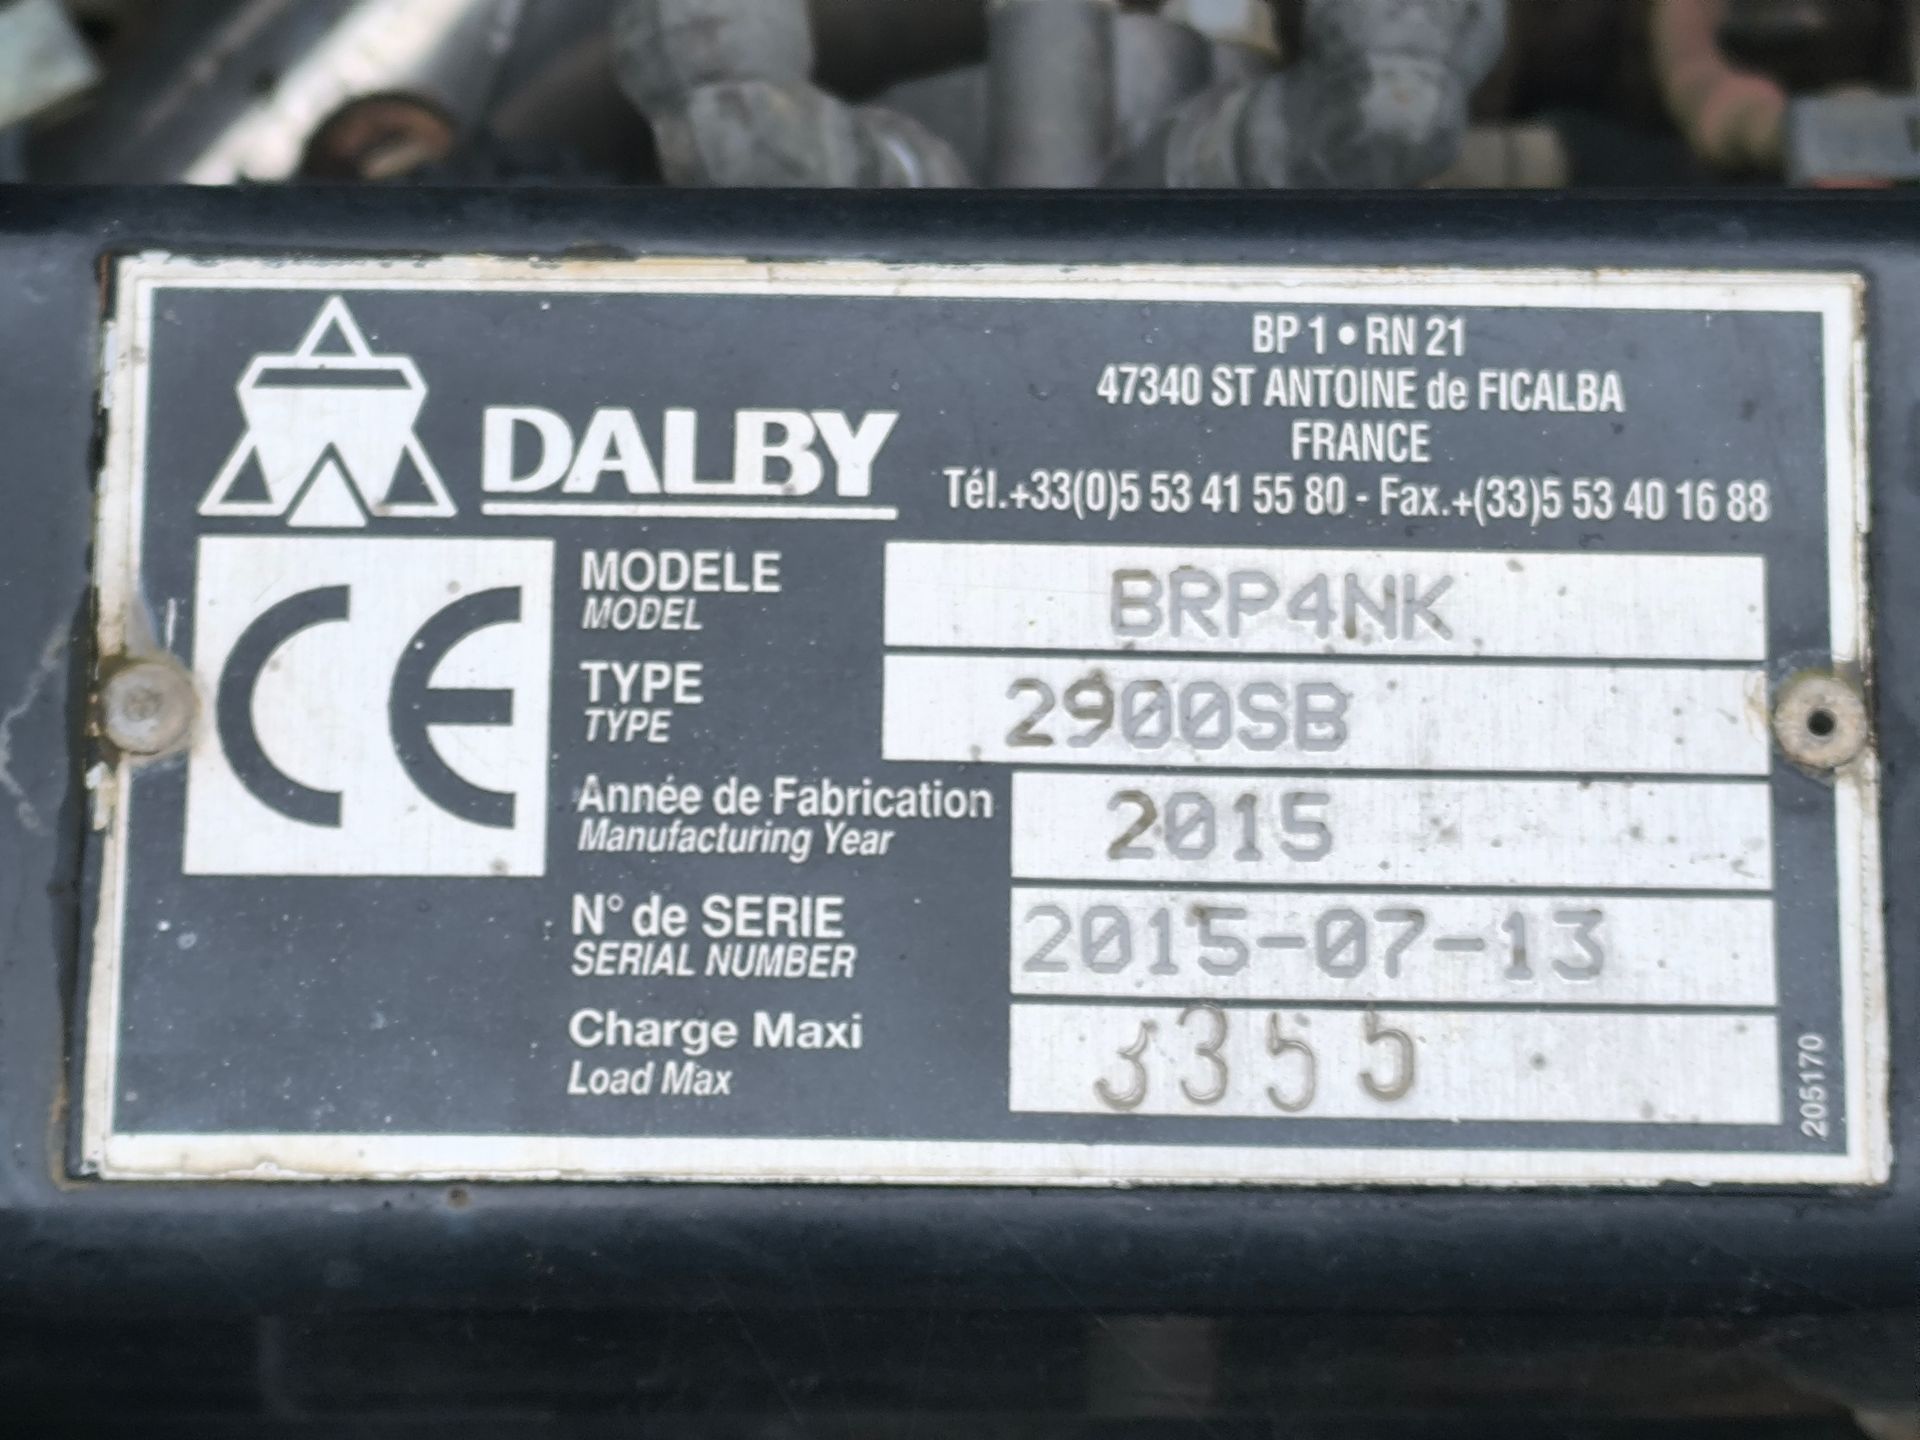 DALBY
BP 1 • RN 21
47340 ST ANTOINE de FICALBA
FRANCE
Tél.+33(0)5 53 41 55 80 - Fax.+(33)5 53 40 16 88
CE
MODELE BRP4NK
MODEL
TYPE 2900SB
TYPE
Année de Fabrication 2015
Manufacturing Year
N° de SERIE 2015-07-13
SERIAL NUMBER
Charge Maxi 3355
Load Max
205170